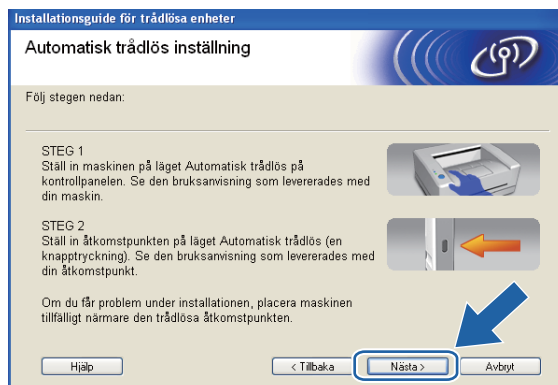 Installationsguide för trådlösa enheter
Automatisk trådlös inställning
Följ stegen nedan:
STEG 1
Ställ in maskinen på läget Automatisk trådlös på
kontrollpanelen. Se den bruksanvisning som levererades med
din maskin.
STEG 2
Ställ in åtkomstpunkten på läget Automatisk trådlös (en
knapptryckning). Se den bruksanvisning som levererades med
din åtkomstpunkt.
Om du får problem under installationen, placera maskinen
tillfälligt närmare den trådlösa åtkomstpunkten.
Hjälp
< Tillbaka
Nästa >
Avbryt